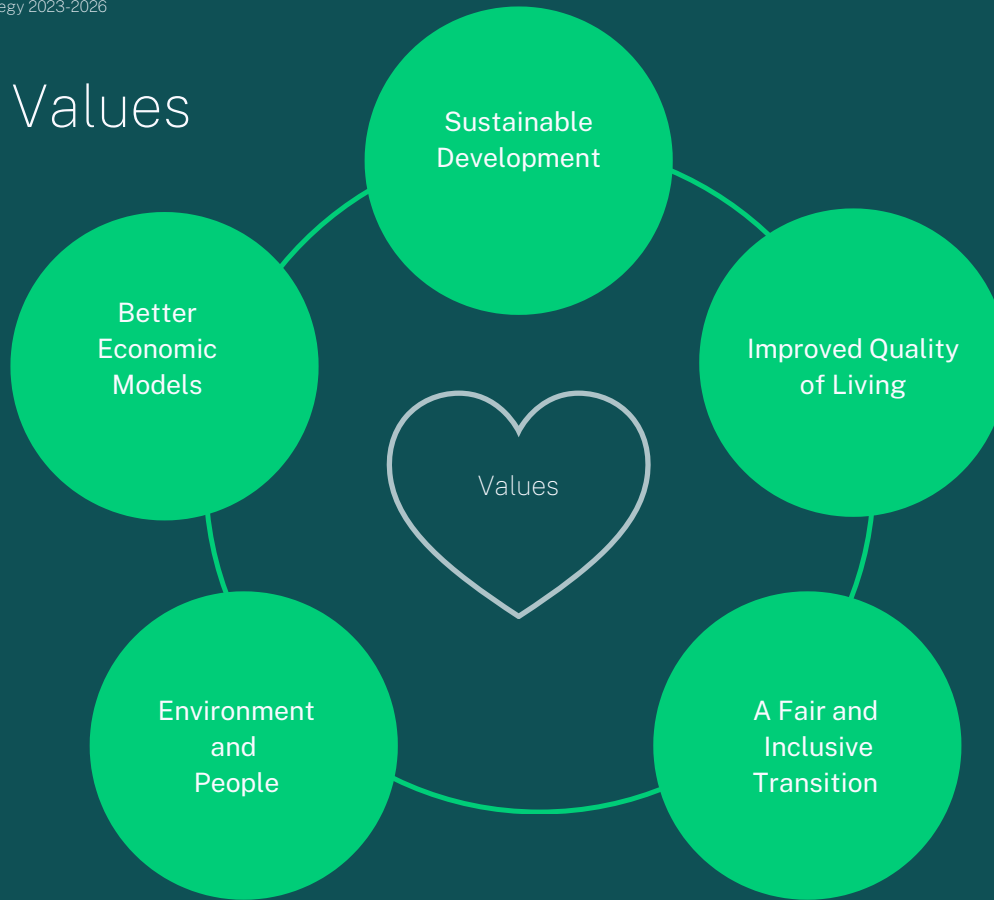 egy 2023-2026
Values
Sustainable
Development
Better
Economic
Models
Improved Quality
of Living
Values
Environment
and
People
A Fair and
Inclusive
Transition